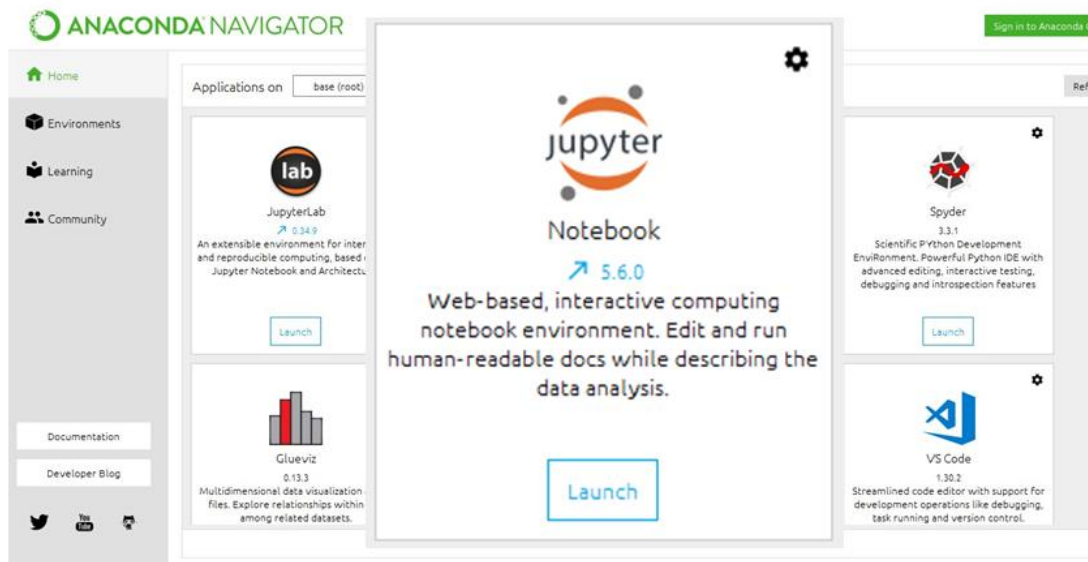 ANACONDA NAVIGATOR
Sign in to Anaconda
Home
Environments
Learning
Community
Documentation
Developer Blog
You
Tube
Applications on
base (root)
lab
JupyterLab
0.34.9
An extensible environment for
and reproducible computing, based
Jupyter Notebook and
Launch
Glueviz
0.13.3
Multidimensional data visualization
files. Explore relationships within
among related datasets.
jupyter
Notebook
5.6.0
Web-based, interactive computing
notebook environment. Edit and run
human-readable docs while describing the
data analysis.
Launch
Spyder
3.3.1
Scientific PYthon Development
EnviRonment. Powerful Python IDE with
advanced editing, interactive testing,
debugging and introspection features
Launch
VS Code
1.30.2
Streamlined code editor with support for
development operations like debugging,
task running and version control.